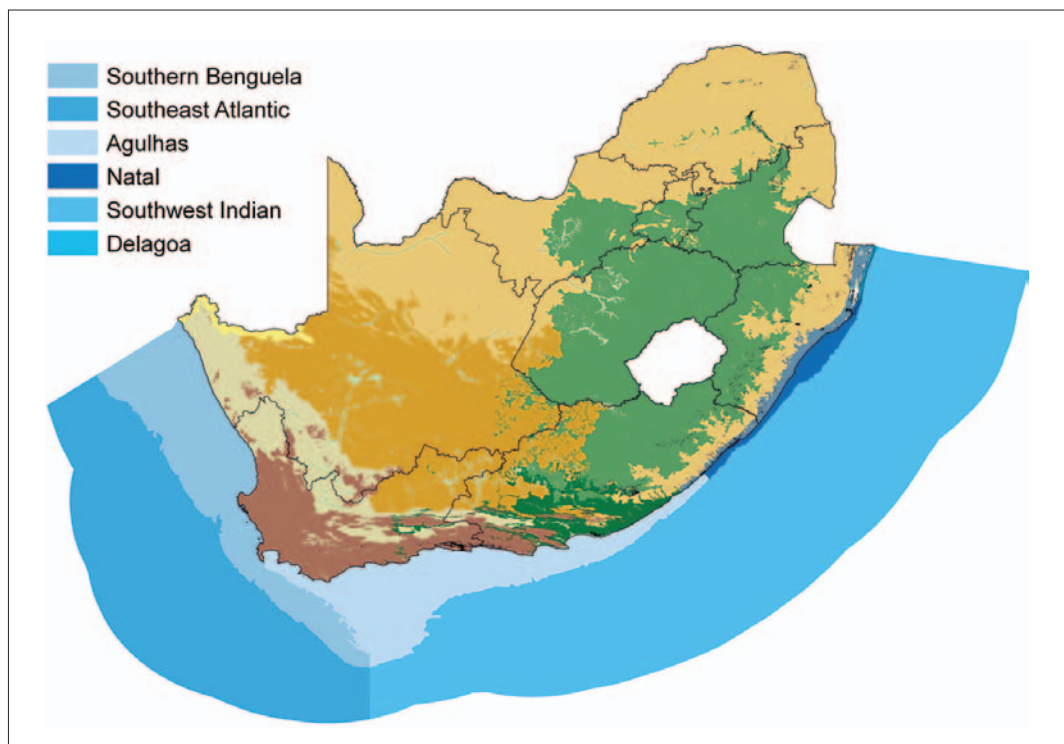 Southern Benguela
Southeast Atlantic
Agulhas
Natal
Southwest Indian
Delagoa